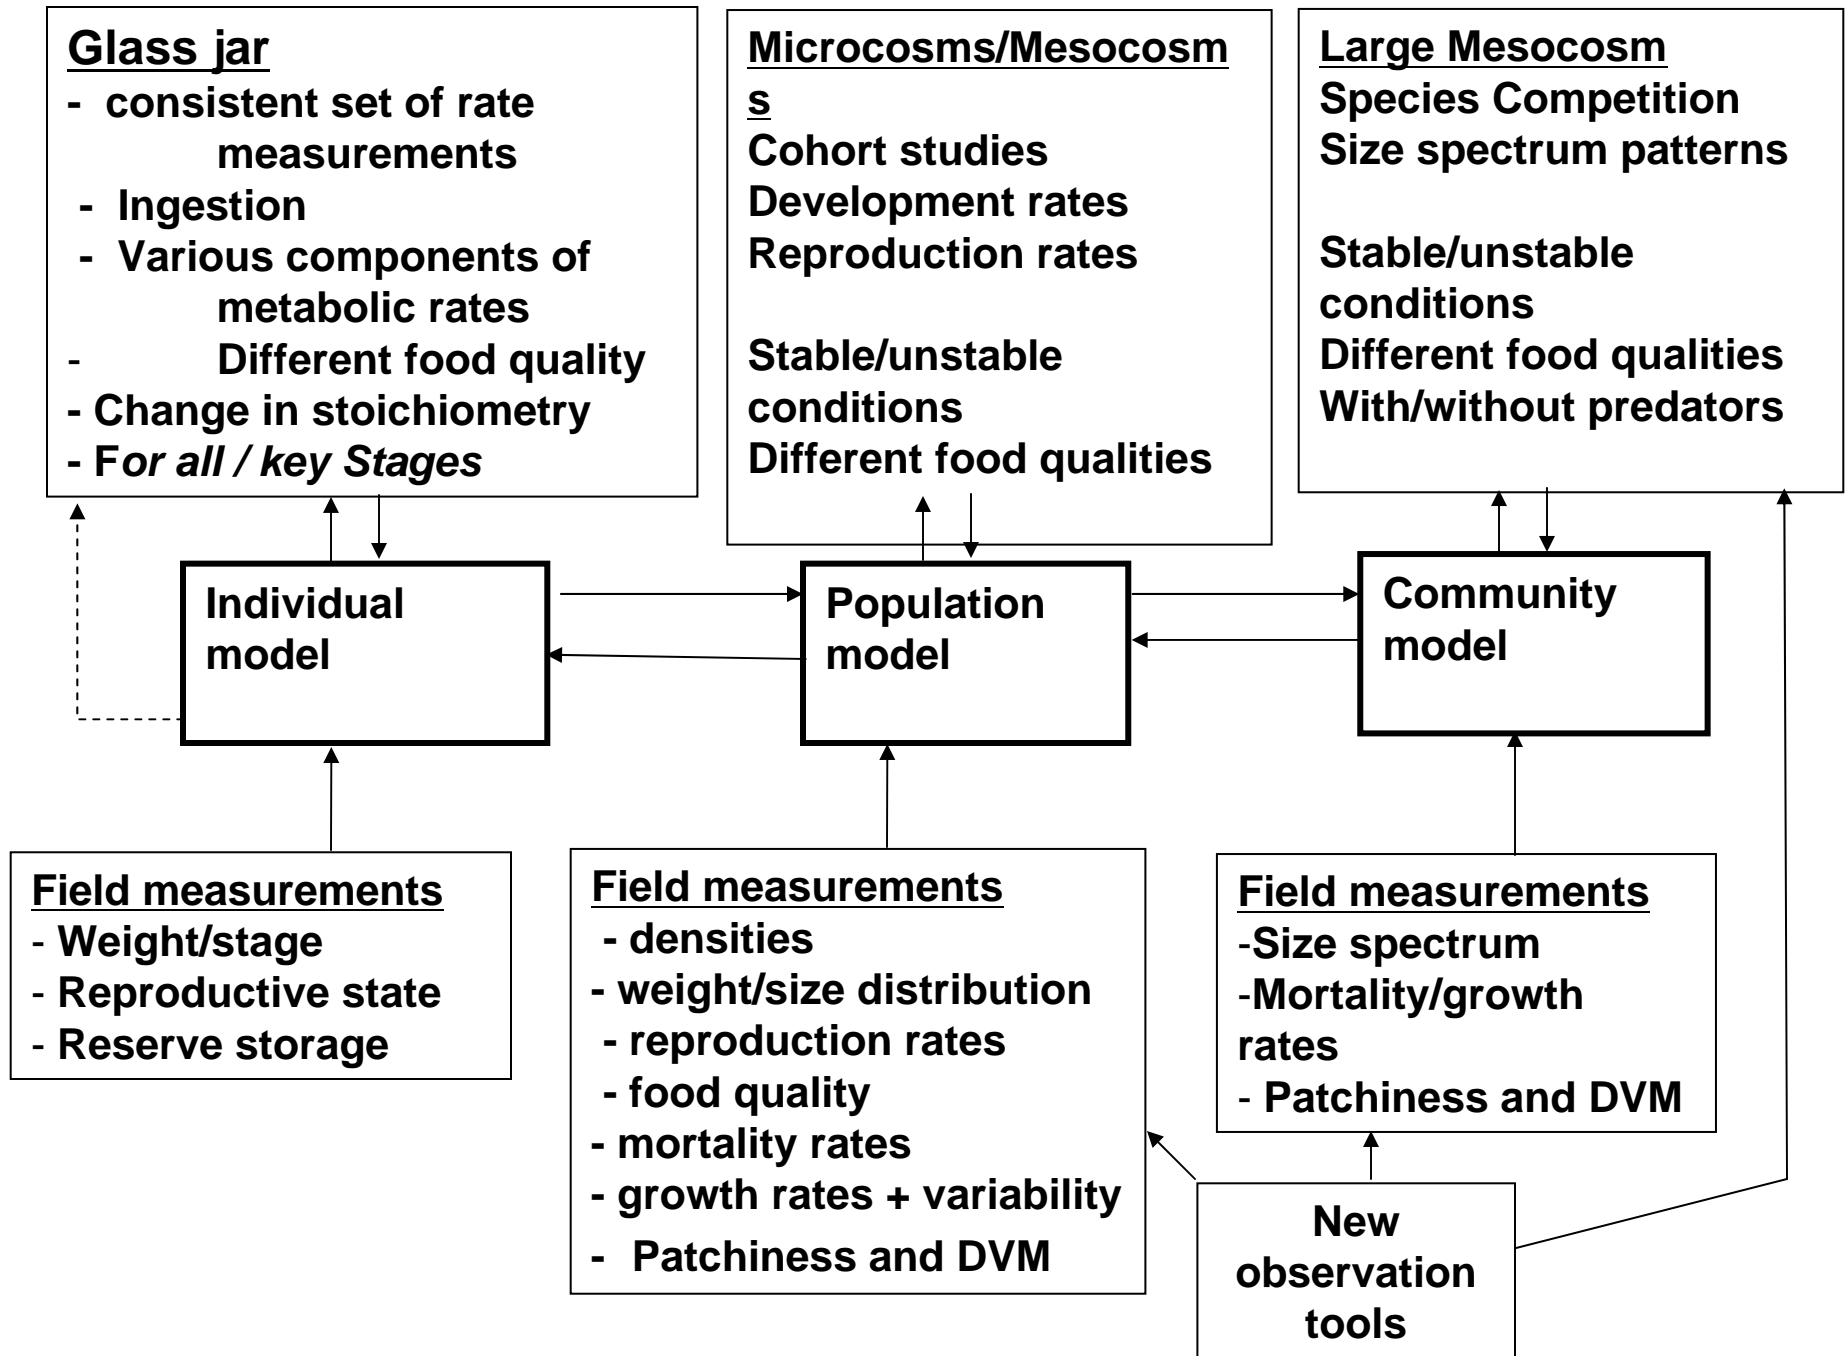 Glass jar
- consistent set of rate
measurements
- Ingestion
- Various components of
metabolic rates
- Different food quality
- Change in stoichiometry
- For all / key Stages
Microcosms/Mesocosm
s
Cohort studies
Development rates
Reproduction rates
Stable/unstable
conditions
Different food qualities
Large Mesocosm
Species Competition
Size spectrum patterns
Stable/unstable
conditions
Different food qualities
With/without predators
Individual
model
Population
model
Community
model
Field measurements
- Weight/stage
- Reproductive state
- Reserve storage
Field measurements
- densities
- weight/size distribution
- reproduction rates
- food quality
- mortality rates
- growth rates + variability
- Patchiness and DVM
Field measurements
-Size spectrum
-Mortality/growth
rates
- Patchiness and DVM
New
observation
tools